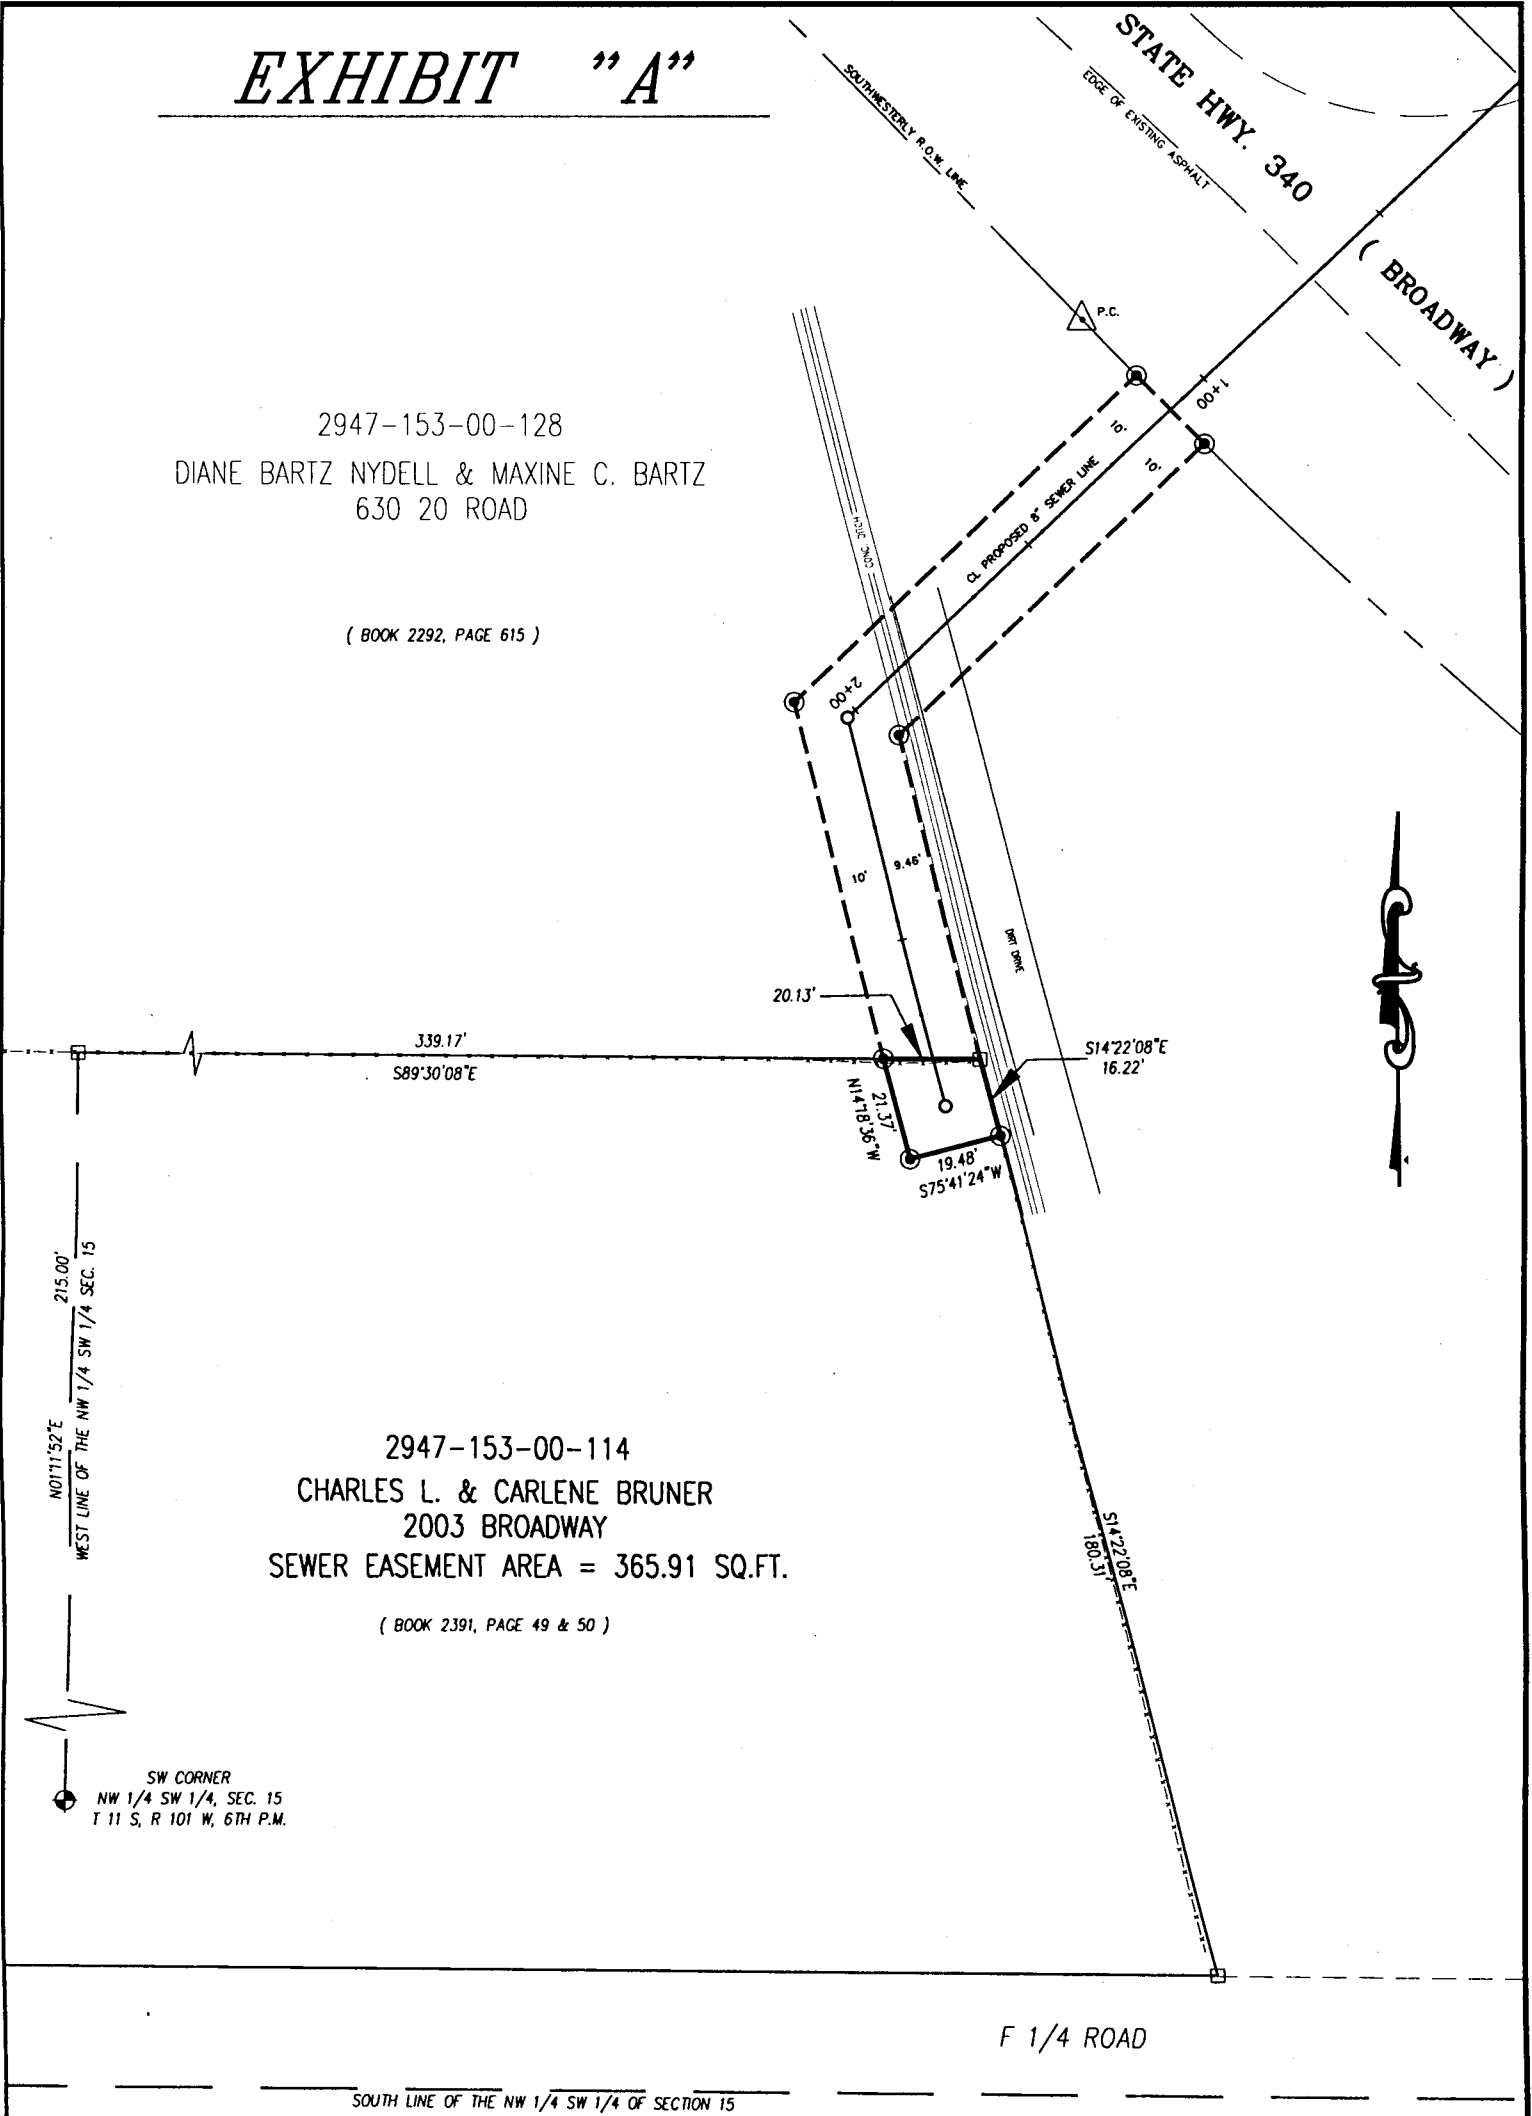 EXHIBIT "A"
STATE HWY. 340
( BROADWAY )
EDGE OF EXISTING ASPHALT
SOUTHWESTERLY R.O.W. LINE
P.C.
1+00
10'
10'
CL PROPOSED 8" SEWER LINE
CONC. DITCH
2+00
2947-153-00-128
DIANE BARTZ NYDELL & MAXINE C. BARTZ
630 20 ROAD
( BOOK 2292, PAGE 615 )
10'
9.46'
DIRT DRIVE
20.13'
339.17'
S89°30'08"E
S14°22'08"E
16.22'
21.37'
N14°18'36"W
19.48'
S75°41'24"W
N01°11'52"E 215.00'
WEST LINE OF THE NW 1/4 SW 1/4 SEC. 15
2947-153-00-114
CHARLES L. & CARLENE BRUNER
2003 BROADWAY
SEWER EASEMENT AREA = 365.91 SQ.FT.
( BOOK 2391, PAGE 49 & 50 )
S14°22'08"E
180.31'
SW CORNER
NW 1/4 SW 1/4, SEC. 15
T 11 S, R 101 W, 6TH P.M.
F 1/4 ROAD
SOUTH LINE OF THE NW 1/4 SW 1/4 OF SECTION 15